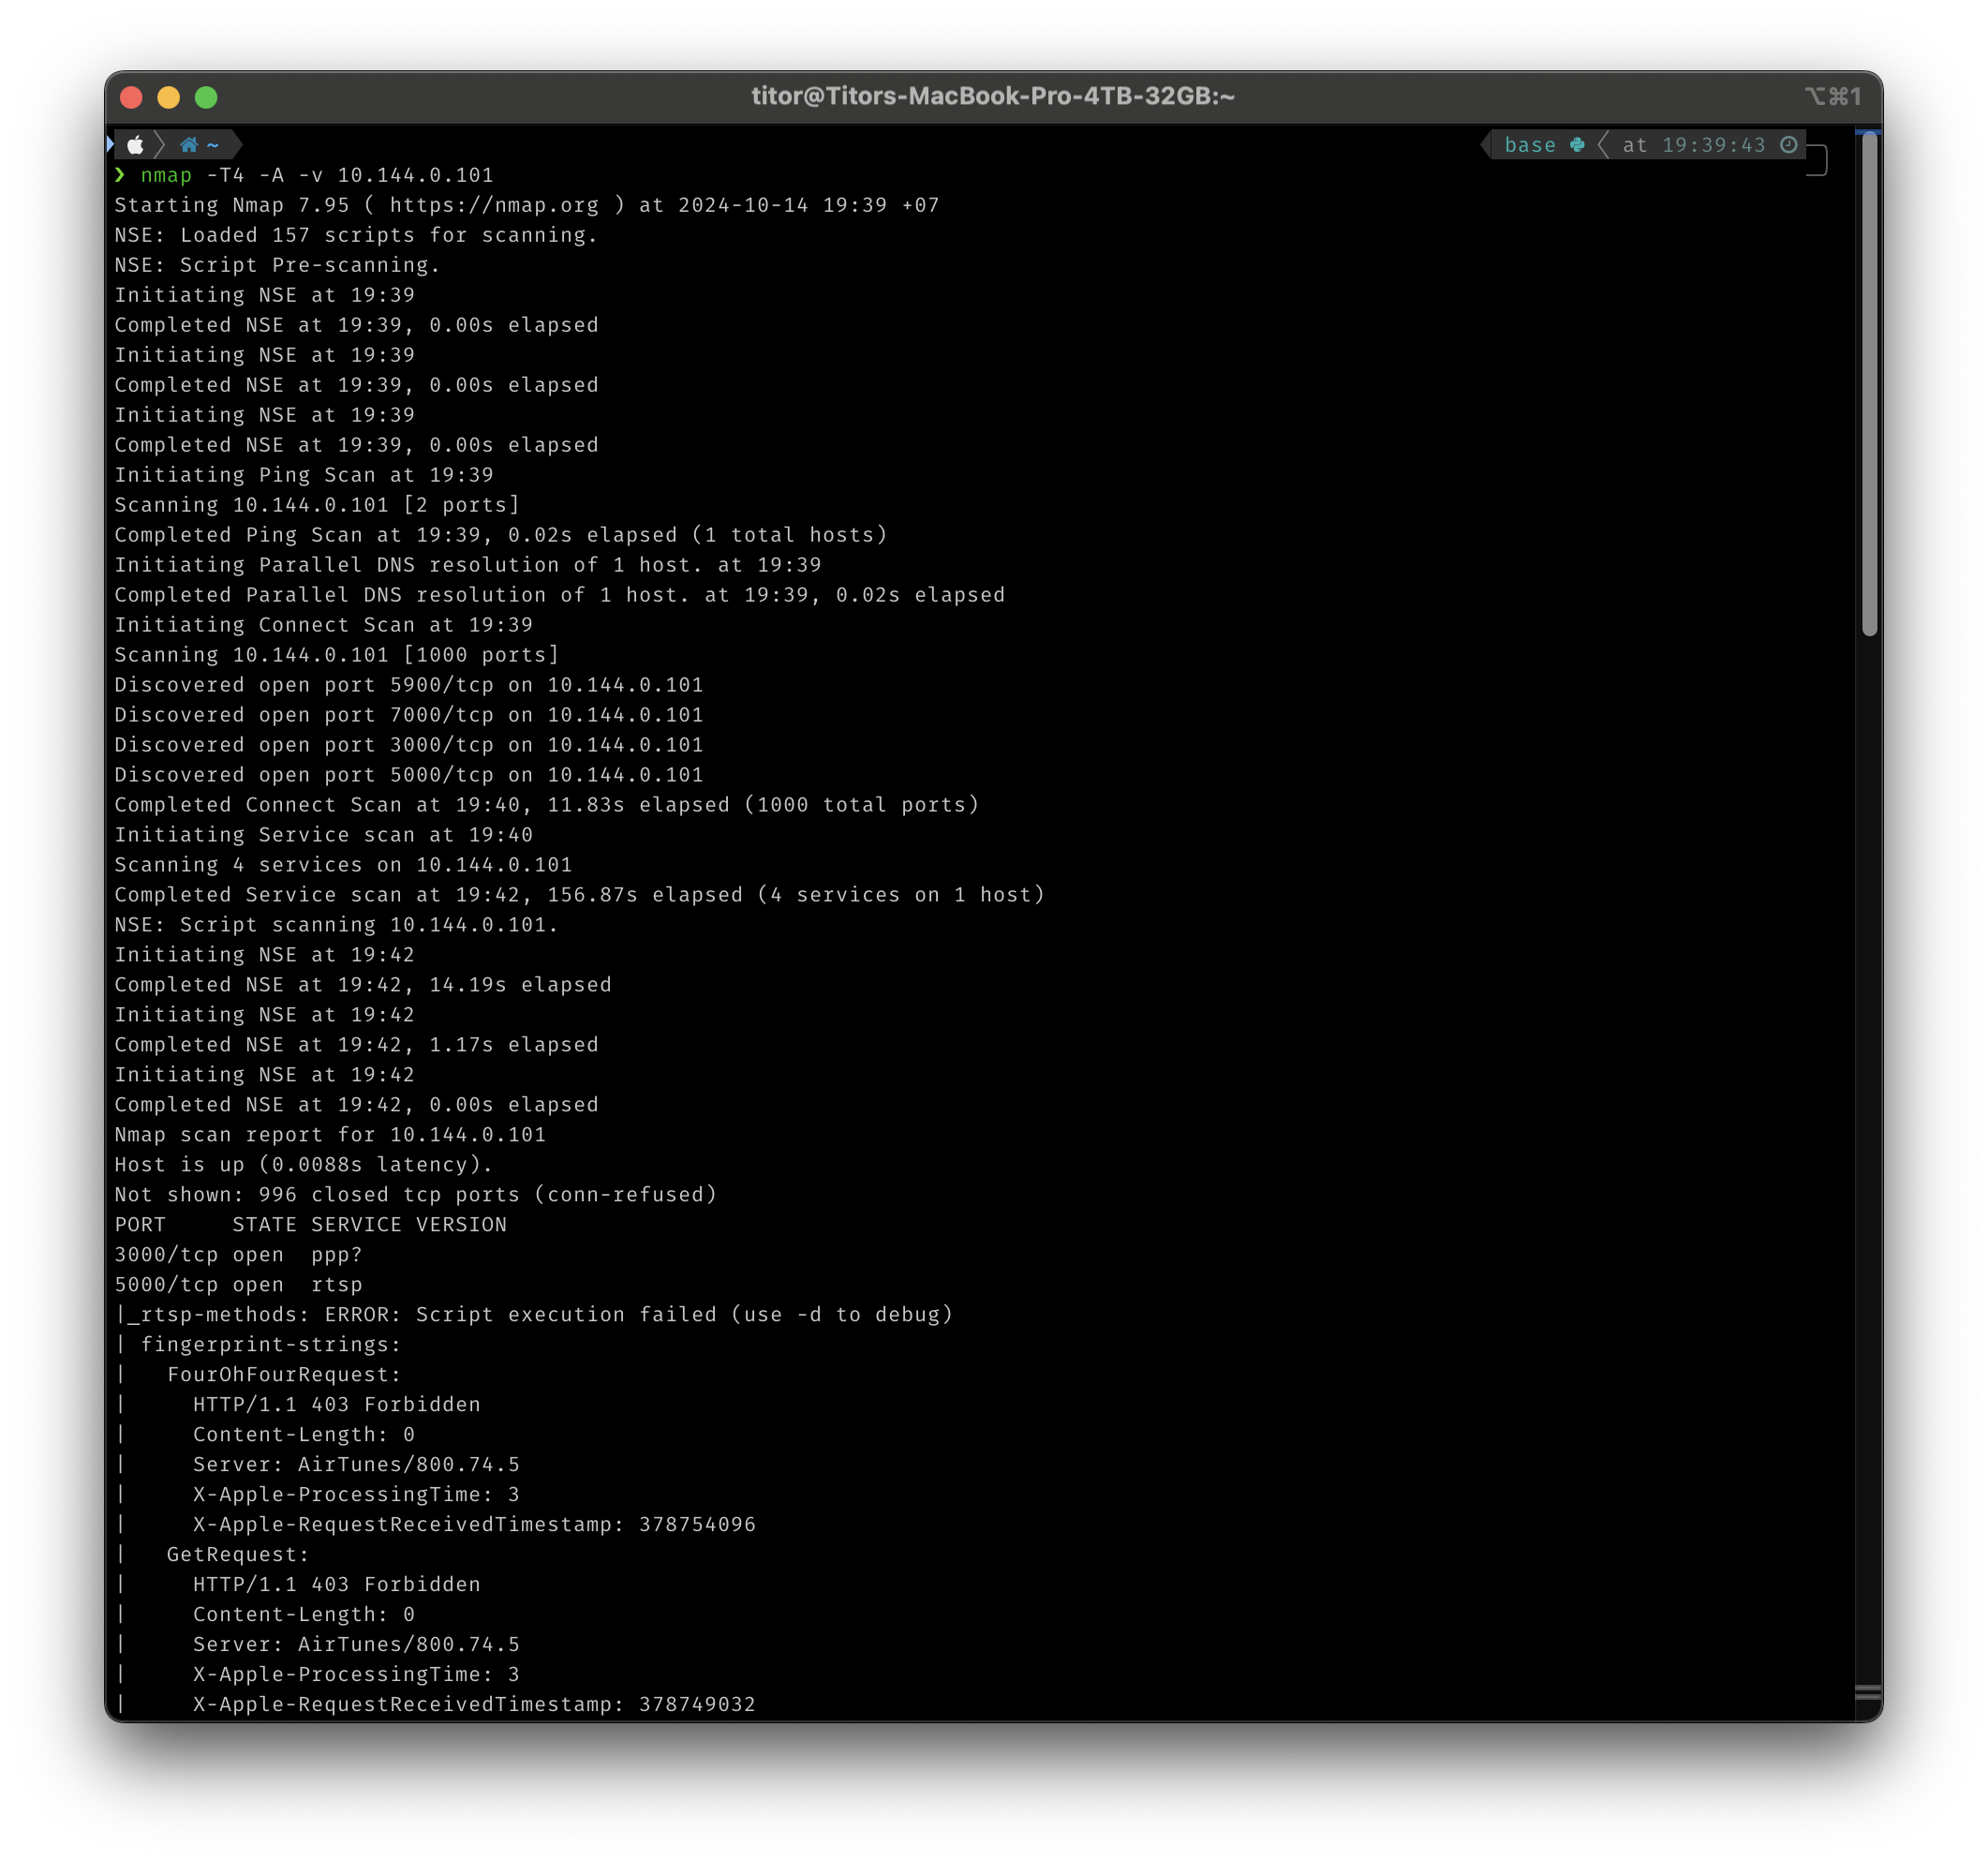 titor@Titors-MacBook-Pro-4TB-32GB:~
⌥⌘1
~
base
at 19:39:43
❯ nmap -T4 -A -v 10.144.0.101
Starting Nmap 7.95 ( https://nmap.org ) at 2024-10-14 19:39 +07
NSE: Loaded 157 scripts for scanning.
NSE: Script Pre-scanning.
Initiating NSE at 19:39
Completed NSE at 19:39, 0.00s elapsed
Initiating NSE at 19:39
Completed NSE at 19:39, 0.00s elapsed
Initiating NSE at 19:39
Completed NSE at 19:39, 0.00s elapsed
Initiating Ping Scan at 19:39
Scanning 10.144.0.101 [2 ports]
Completed Ping Scan at 19:39, 0.02s elapsed (1 total hosts)
Initiating Parallel DNS resolution of 1 host. at 19:39
Completed Parallel DNS resolution of 1 host. at 19:39, 0.02s elapsed
Initiating Connect Scan at 19:39
Scanning 10.144.0.101 [1000 ports]
Discovered open port 5900/tcp on 10.144.0.101
Discovered open port 7000/tcp on 10.144.0.101
Discovered open port 3000/tcp on 10.144.0.101
Discovered open port 5000/tcp on 10.144.0.101
Completed Connect Scan at 19:40, 11.83s elapsed (1000 total ports)
Initiating Service scan at 19:40
Scanning 4 services on 10.144.0.101
Completed Service scan at 19:42, 156.87s elapsed (4 services on 1 host)
NSE: Script scanning 10.144.0.101.
Initiating NSE at 19:42
Completed NSE at 19:42, 14.19s elapsed
Initiating NSE at 19:42
Completed NSE at 19:42, 1.17s elapsed
Initiating NSE at 19:42
Completed NSE at 19:42, 0.00s elapsed
Nmap scan report for 10.144.0.101
Host is up (0.0088s latency).
Not shown: 996 closed tcp ports (conn-refused)
PORT     STATE SERVICE VERSION
3000/tcp open  ppp?
5000/tcp open  rtsp
|_rtsp-methods: ERROR: Script execution failed (use -d to debug)
| fingerprint-strings:
|   FourOhFourRequest:
|     HTTP/1.1 403 Forbidden
|     Content-Length: 0
|     Server: AirTunes/800.74.5
|     X-Apple-ProcessingTime: 3
|     X-Apple-RequestReceivedTimestamp: 378754096
|   GetRequest:
|     HTTP/1.1 403 Forbidden
|     Content-Length: 0
|     Server: AirTunes/800.74.5
|     X-Apple-ProcessingTime: 3
|     X-Apple-RequestReceivedTimestamp: 378749032